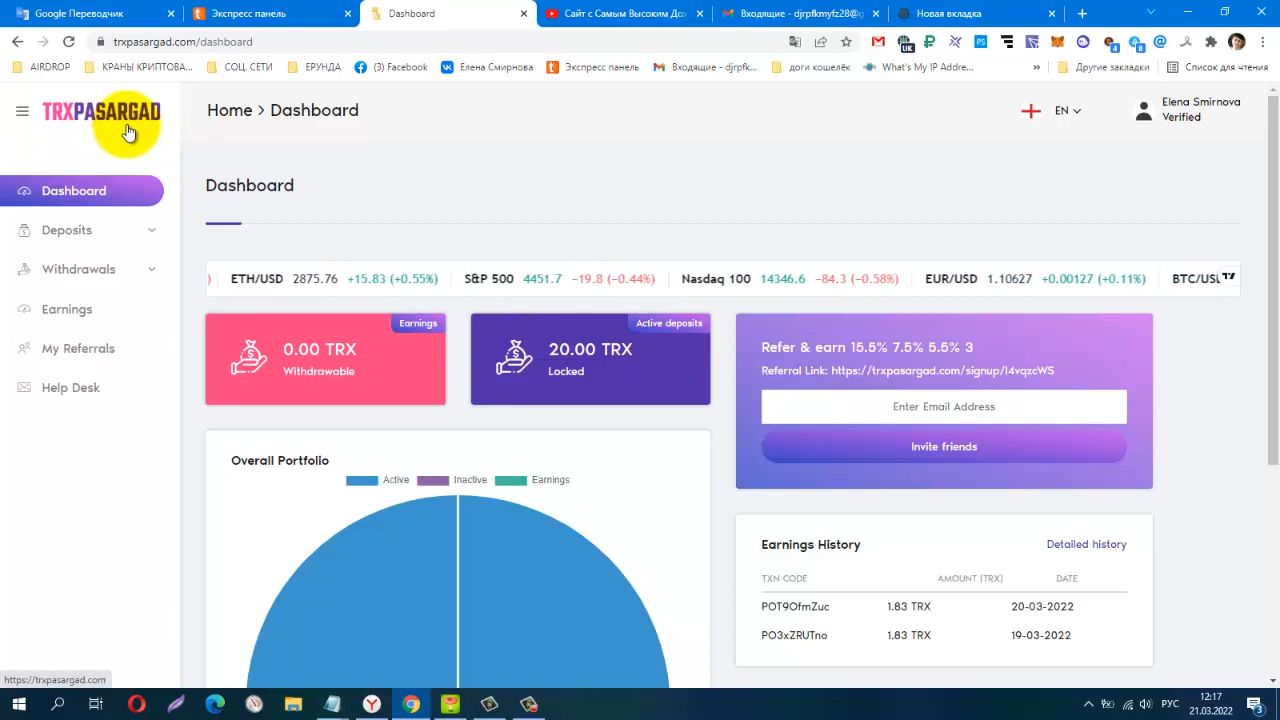 Google Переводчик
Экспресс панель
Dashboard
Сайт с Самым Высоким До
Входящие - djrpfkmyfz28@g
Новая вкладка
trxpasargad.com/dashboard
AIRDROP
КРАНЫ КРИПТОВА...
СОЦ. СЕТИ
ЕРУНДА
(3) Facebook
Елена Смирнова
Экспресс панель
Входящие - djrpfk...
доги кошелёк
What's My IP Addre...
»
Другие закладки
Список для чтения
TRXPASARGAD
Home > Dashboard
EN
Elena Smirnova
Verified
Dashboard
Deposits
Withdrawals
Earnings
My Referrals
Help Desk
Dashboard
) ETH/USD 2875.76 +15.83 (+0.55%) S&P 500 4451.7 −19.8 (−0.44%) Nasdaq 100 14346.6 −84.3 (−0.58%) EUR/USD 1.10627 +0.00127 (+0.11%) BTC/US
Earnings
0.00 TRX
Withdrawable
Active deposits
20.00 TRX
Locked
Refer & earn 15.5% 7.5% 5.5% 3
Referral Link: https://trxpasargad.com/signup/I4vqzcWS
Enter Email Address
Invite friends
Overall Portfolio
Active Inactive Earnings
Earnings History Detailed history
TXN CODE AMOUNT (TRX) DATE
POT9OfmZuc 1.83 TRX 20-03-2022
PO3xZRUTno 1.83 TRX 19-03-2022
https://trxpasargad.com
РУС
12:17
21.03.2022
3